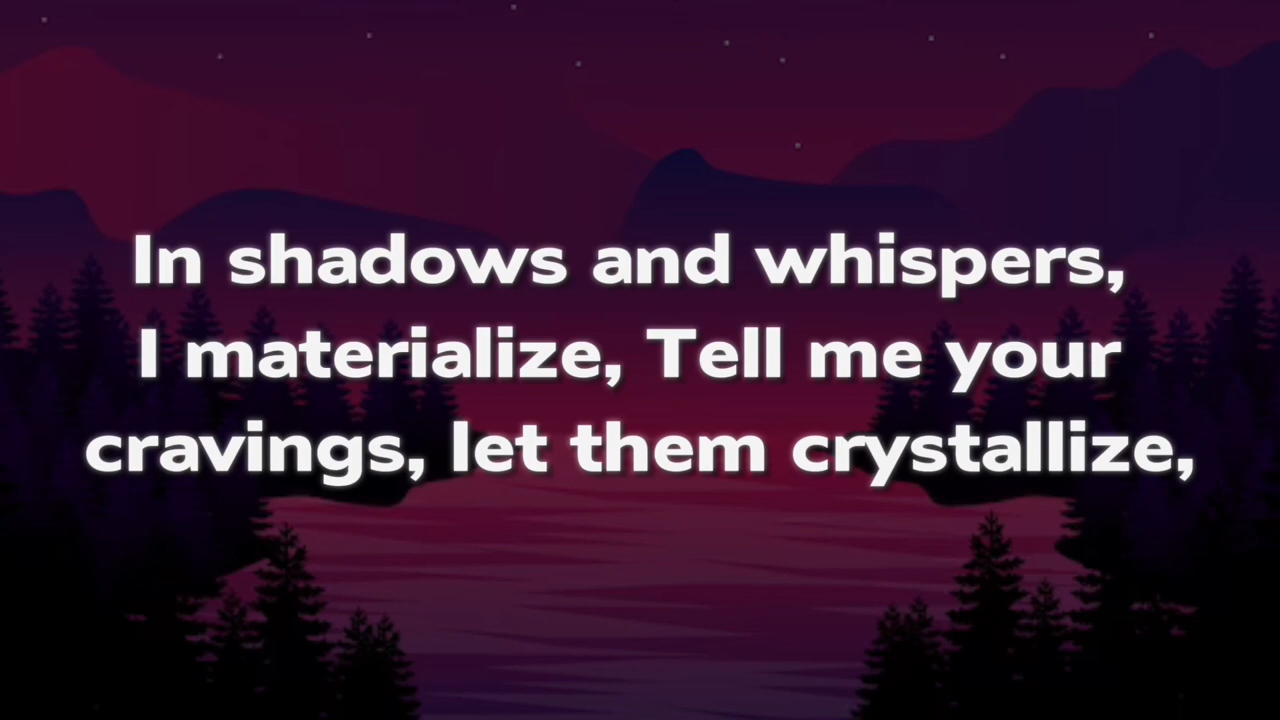 In shadows and whispers,
I materialize, Tell me your
cravings, let them crystallize,